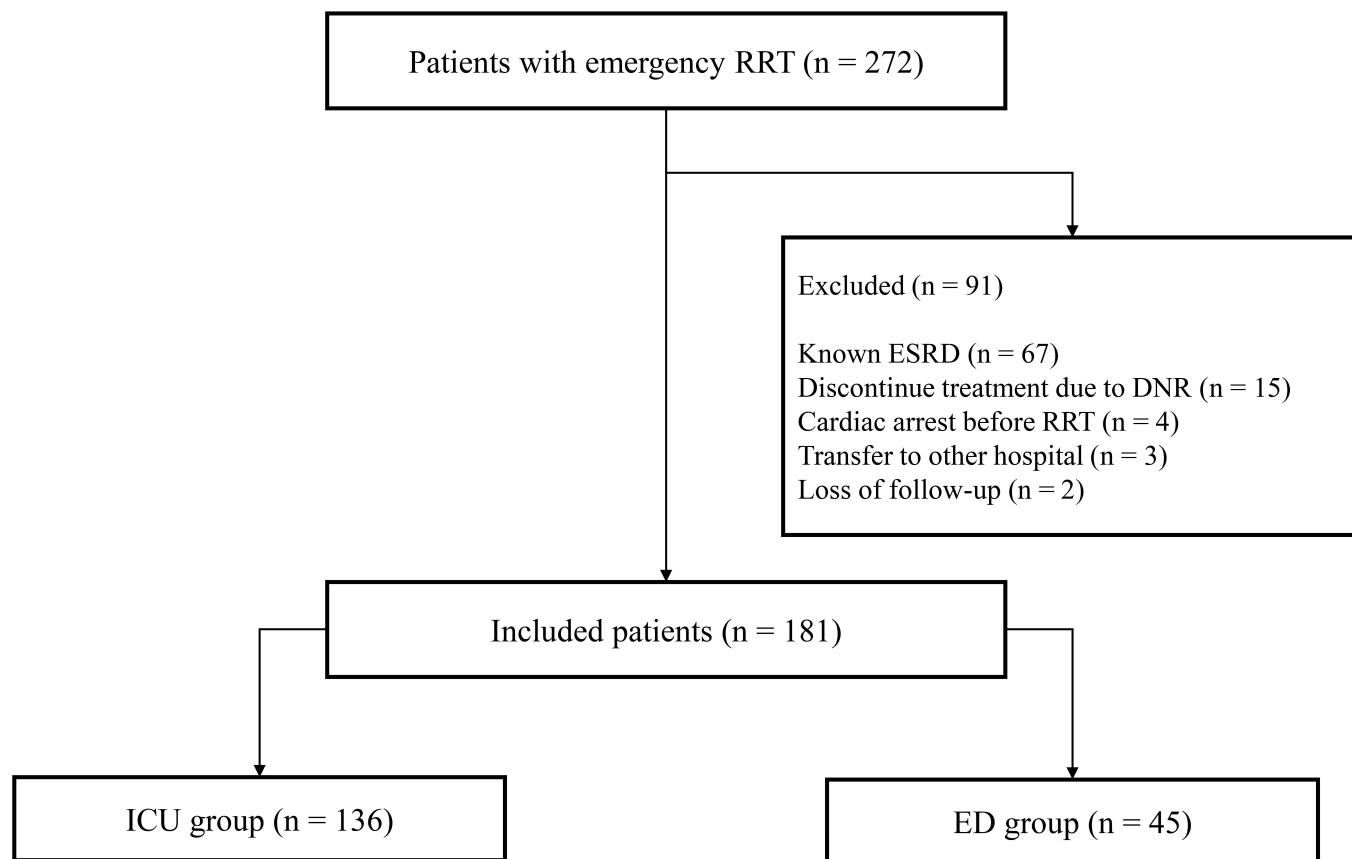 Patients with emergency RRT (n = 272)
Excluded (n = 91)
Known ESRD (n = 67)
Discontinue treatment due to DNR (n = 15)
Cardiac arrest before RRT (n = 4)
Transfer to other hospital (n = 3)
Loss of follow-up (n = 2)
Included patients (n = 181)
ICU group (n = 136)
ED group (n = 45)